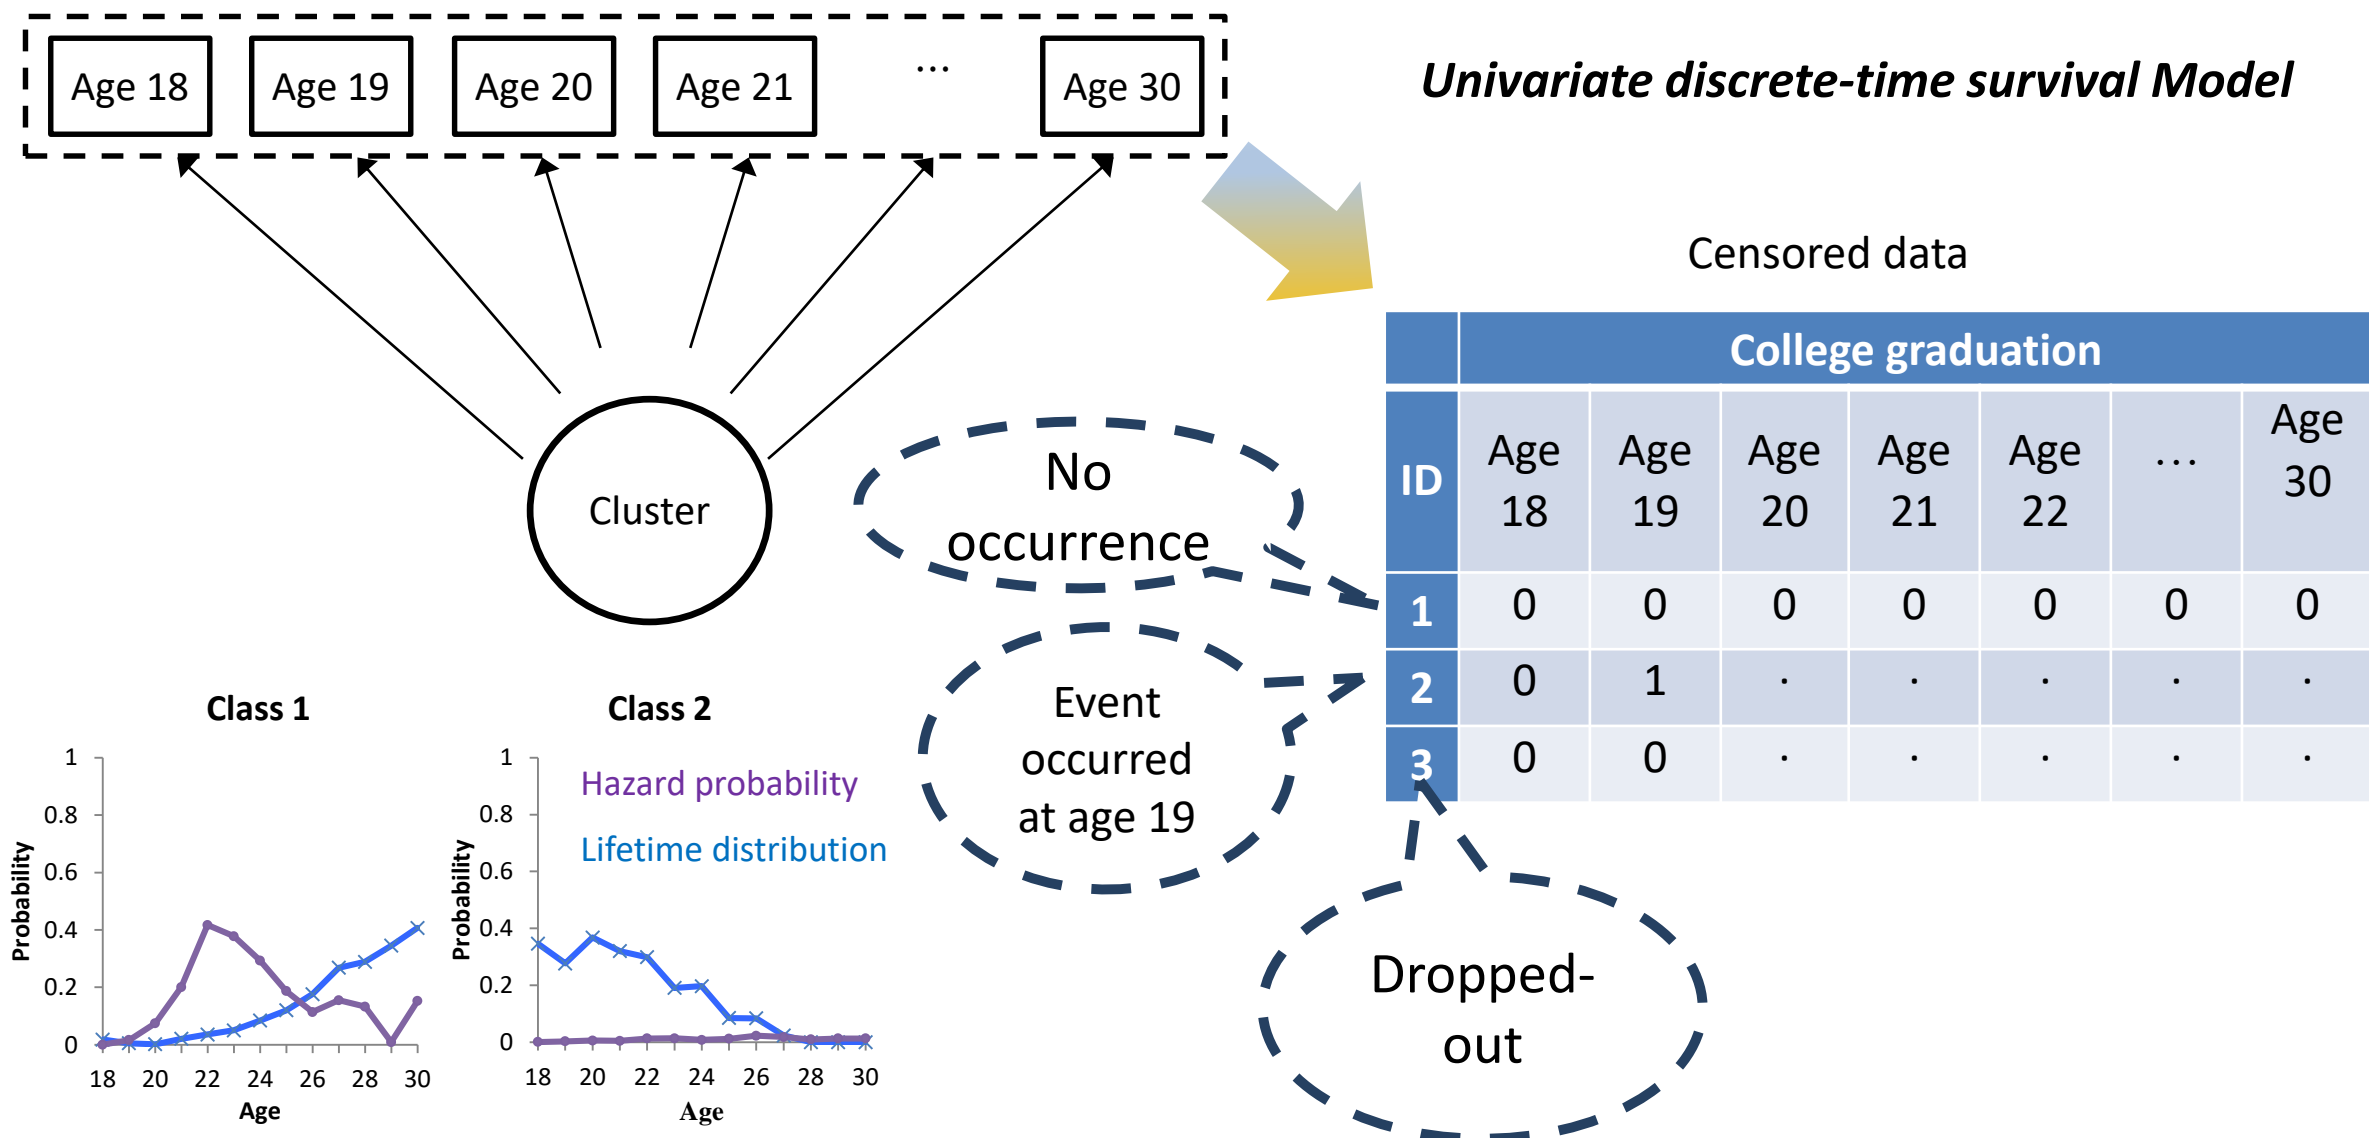 Age 18 Age 19 Age 20 Age 21 ... Age 30
Univariate discrete-time survival Model
Censored data
College graduation
ID Age 18 Age 19 Age 20 Age 21 Age 22 ... Age 30
1 0 0 0 0 0 0 0
2 0 1 . . . . .
3 0 0 . . . . .
Cluster
No
occurrence
Event
occurred
at age 19
Dropped-
out
Class 1
Probability
1
0.8
0.6
0.4
0.2
0
18 20 22 24 26 28 30
Age
Class 2
Hazard probability
Lifetime distribution
Probability
1
0.8
0.6
0.4
0.2
0
18 20 22 24 26 28 30
Age